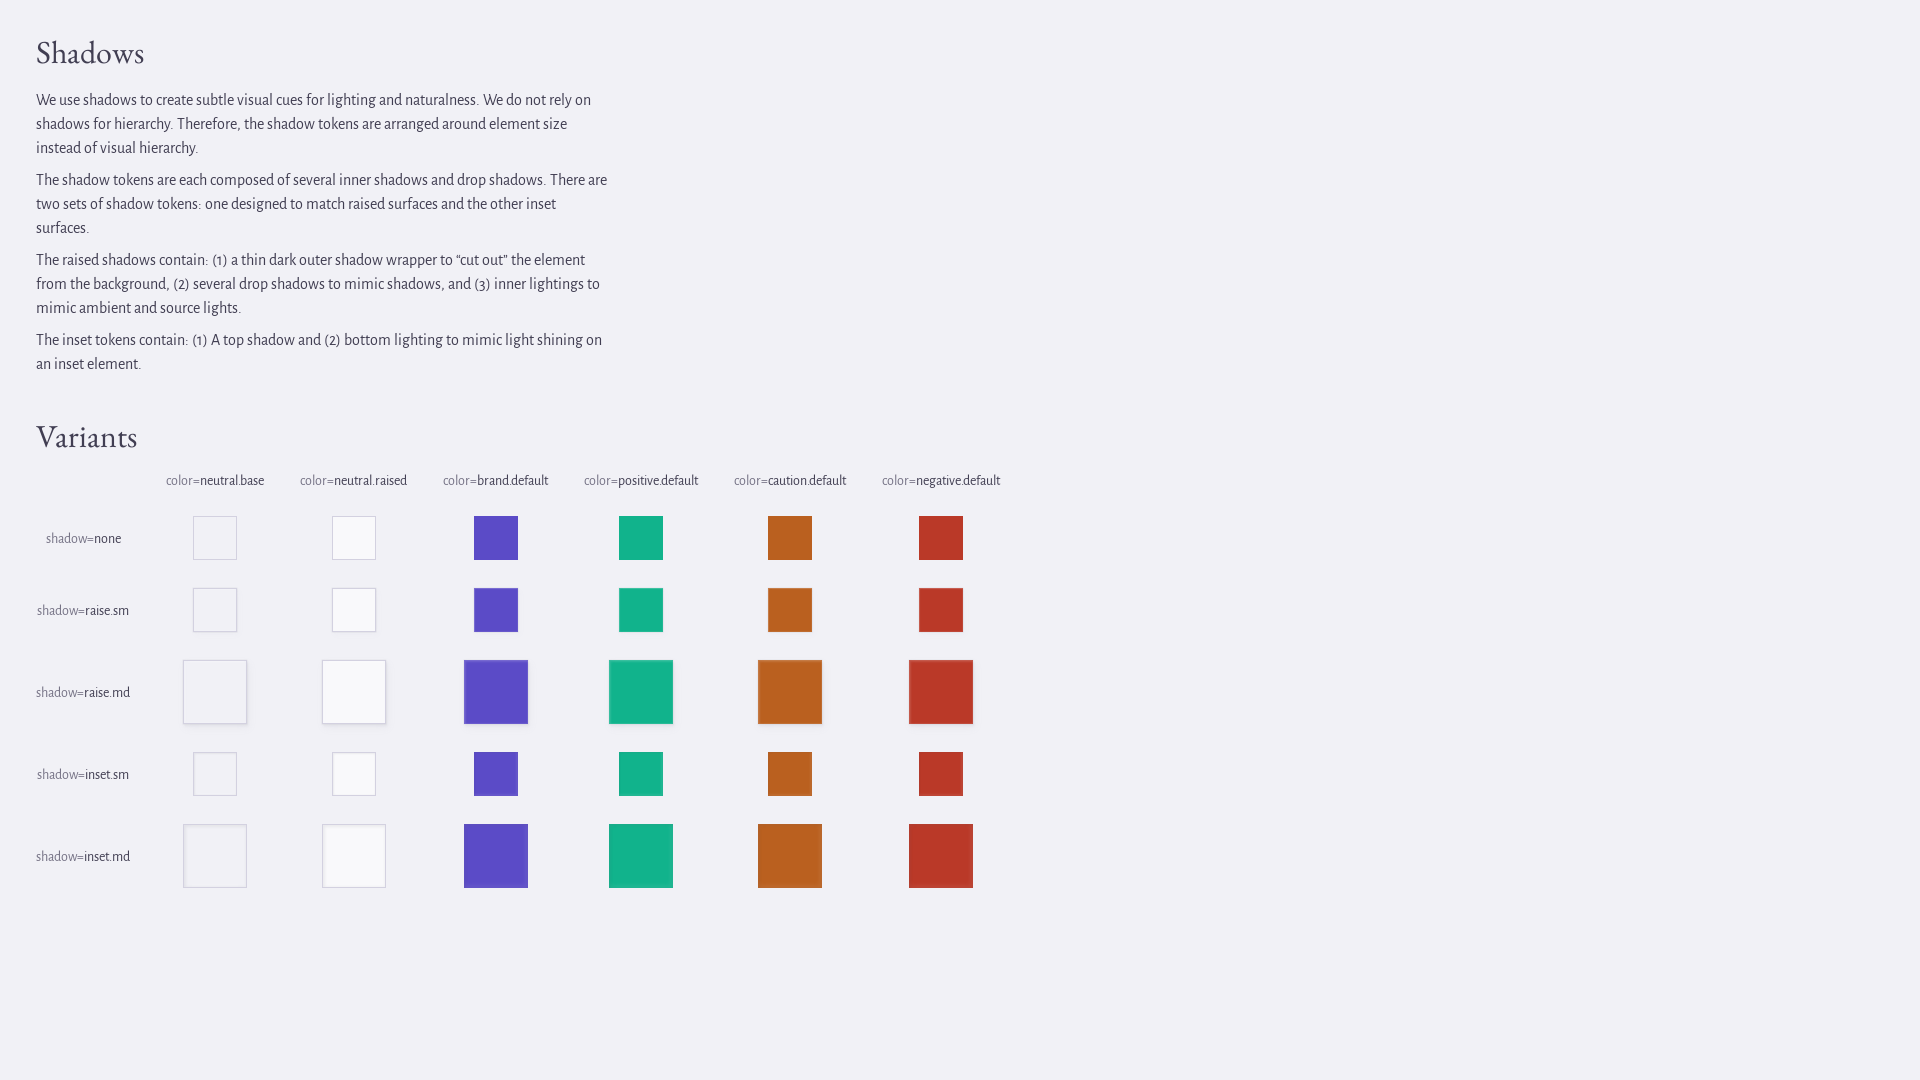 Shadows
We use shadows to create subtle visual cues for lighting and naturalness. We do not rely on
shadows for hierarchy. Therefore, the shadow tokens are arranged around element size
instead of visual hierarchy.
The shadow tokens are each composed of several inner shadows and drop shadows. There are
two sets of shadow tokens: one designed to match raised surfaces and the other inset
surfaces.
The raised shadows contain: (1) a thin dark outer shadow wrapper to “cut out” the element
from the background, (2) several drop shadows to mimic shadows, and (3) inner lightings to
mimic ambient and source lights.
The inset tokens contain: (1) A top shadow and (2) bottom lighting to mimic light shining on
an inset element.
Variants
color=neutral.base color=neutral.raised color=brand.default color=positive.default color=caution.default color=negative.default
shadow=none
shadow=raise.sm
shadow=raise.md
shadow=inset.sm
shadow=inset.md